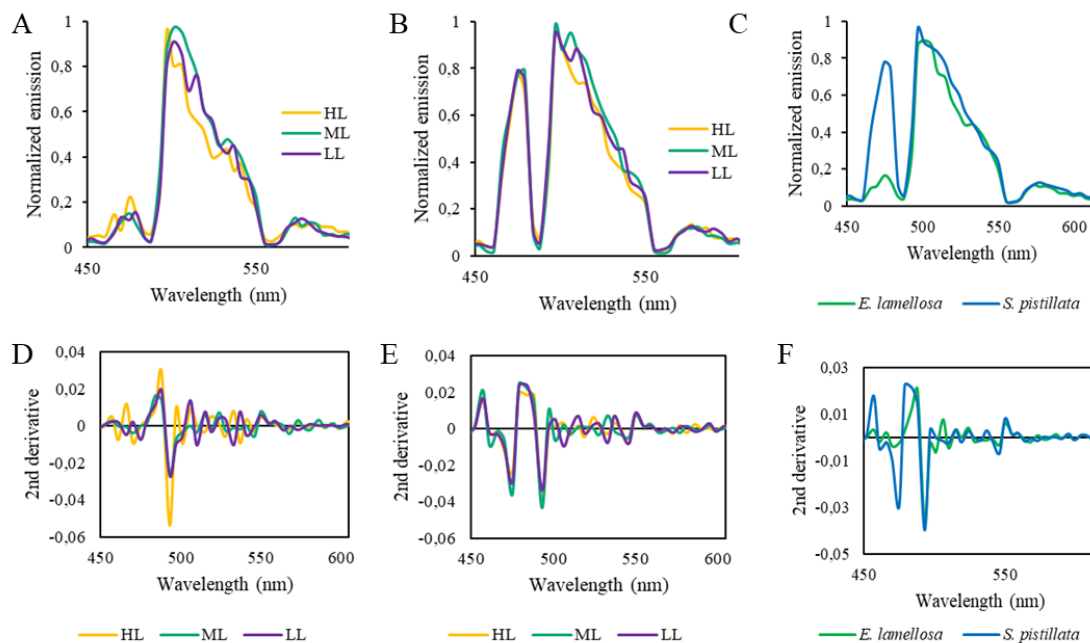 A
Normalized emission
1
0.8
0.6
0.4
0.2
0
450
550
Wavelength (nm)
HL
ML
LL
B
Normalized emission
1
0.8
0.6
0.4
0.2
0
450
550
Wavelength (nm)
HL
ML
LL
C
Normalized emission
1
0.8
0.6
0.4
0.2
0
450
500
550
600
Wavelength (nm)
E. lamellosa S. pistillata
D
2nd derivative
0,04
0,02
0
-0,02
-0,04
-0,06
450
500
550
600
Wavelength (nm)
HL ML LL
E
2nd derivative
0,04
0,02
0
-0,02
-0,04
-0,06
450
500
550
600
Wavelength (nm)
HL ML LL
F
2nd derivative
0,03
0,01
-0,01
-0,03
-0,05
450
550
Wavelength (nm)
E. lamellosa S. pistillata